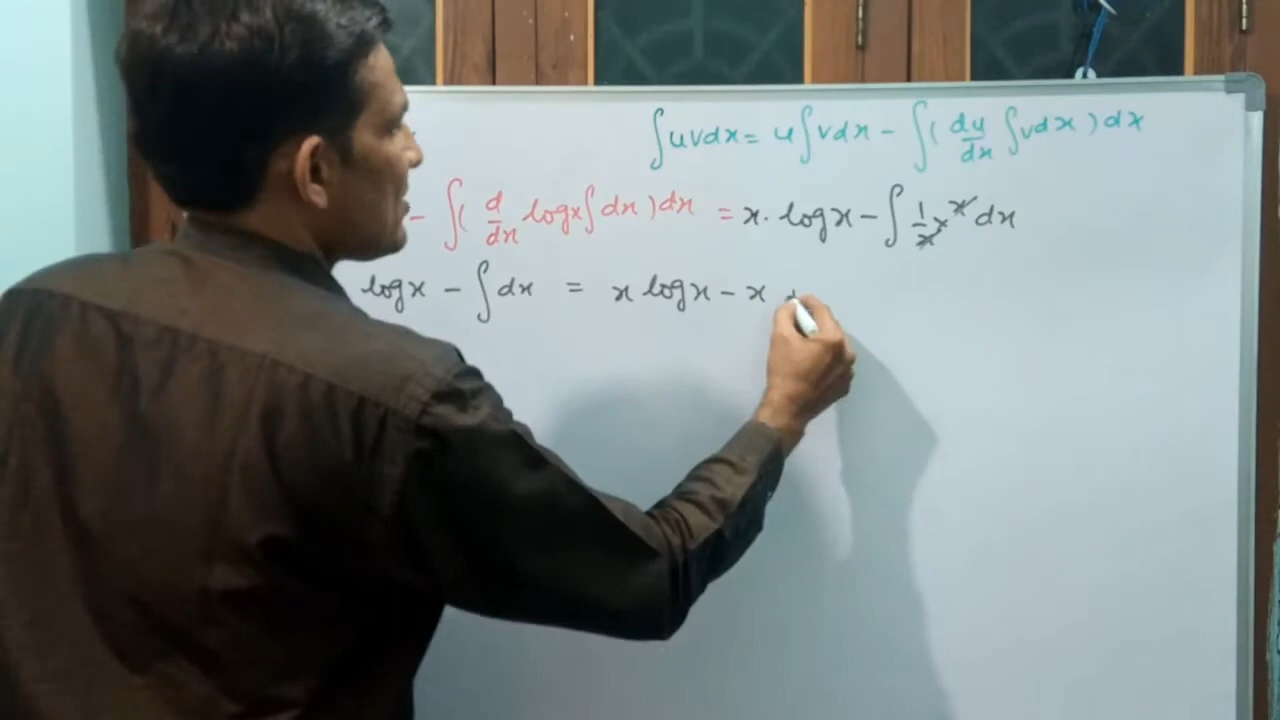 ∫uvdx = u∫vdx - ∫( du/dx ∫vdx ) dx
- ∫( d/dx logx ∫dx ) dx = x. logx - ∫ 1/x × x dx
logx - ∫dx = x logx - x